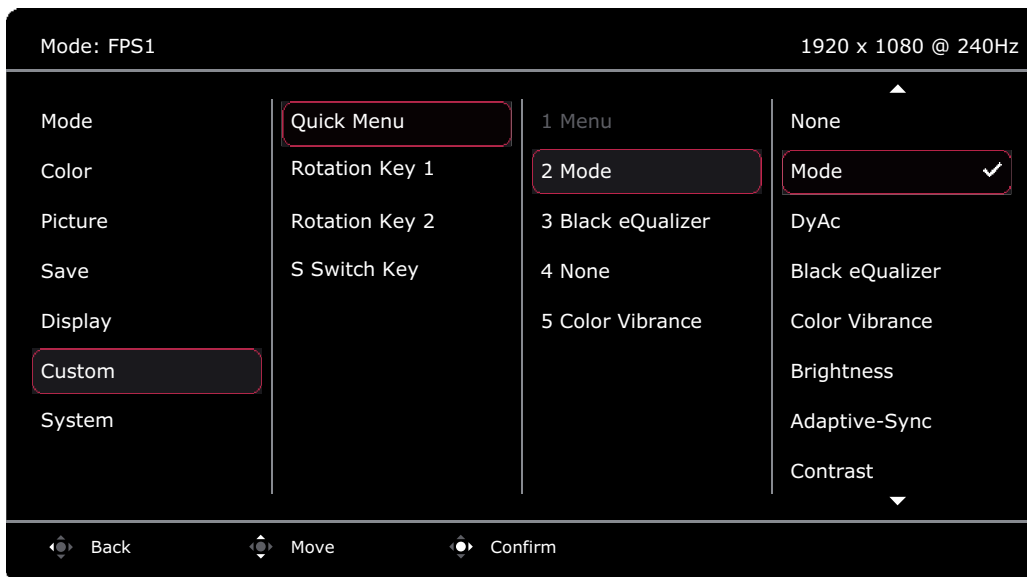 Mode: FPS1
1920 x 1080 @ 240Hz
Mode
Color
Picture
Save
Display
Custom
System
Quick Menu
Rotation Key 1
Rotation Key 2
S Switch Key
1 Menu
2 Mode
3 Black eQualizer
4 None
5 Color Vibrance
None
Mode
DyAc
Black eQualizer
Color Vibrance
Brightness
Adaptive-Sync
Contrast
Back
Move
Confirm